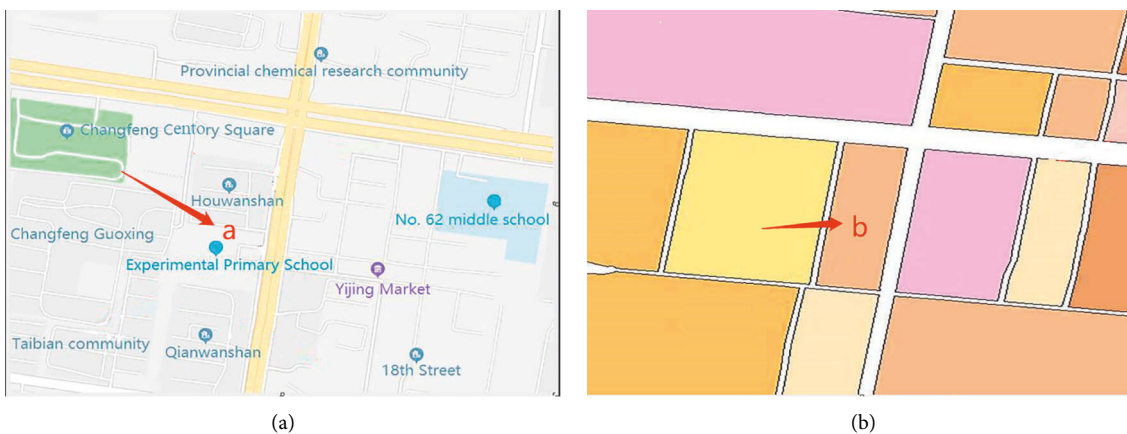 Provincial chemical research community
Changfeng Centory Square
Houwanshan
No. 62 middle school
a
Changfeng Guoxing
Experimental Primary School
Yijing Market
Taibian community
Qianwanshan
18th Street
b
(a)
(b)